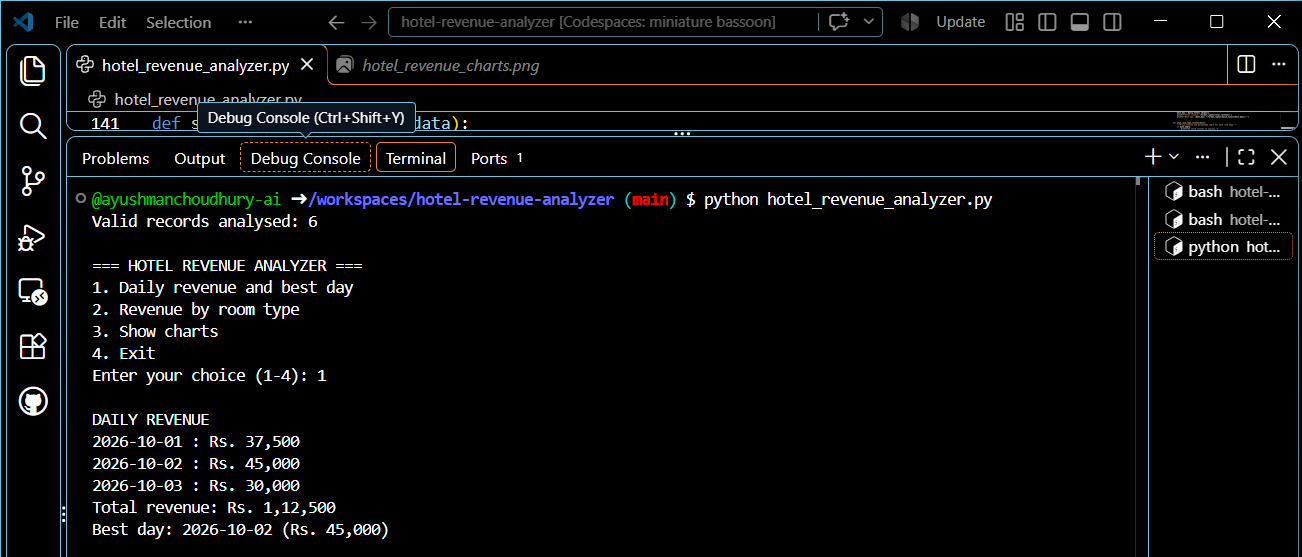 File Edit Selection ··· hotel-revenue-analyzer [Codespaces: miniature bassoon] Update
hotel_revenue_analyzer.py hotel_revenue_charts.png
hotel_revenue_analyzer.py
Debug Console (Ctrl+Shift+Y)
141 def data):
Problems Output Debug Console Terminal Ports 1
@ayushmanchoudhury-ai ➜/workspaces/hotel-revenue-analyzer (main) $ python hotel_revenue_analyzer.py
Valid records analysed: 6
=== HOTEL REVENUE ANALYZER ===
1. Daily revenue and best day
2. Revenue by room type
3. Show charts
4. Exit
Enter your choice (1-4): 1
DAILY REVENUE
2026-10-01 : Rs. 37,500
2026-10-02 : Rs. 45,000
2026-10-03 : Rs. 30,000
Total revenue: Rs. 1,12,500
Best day: 2026-10-02 (Rs. 45,000)
bash hotel-...
bash hotel-...
python hot...